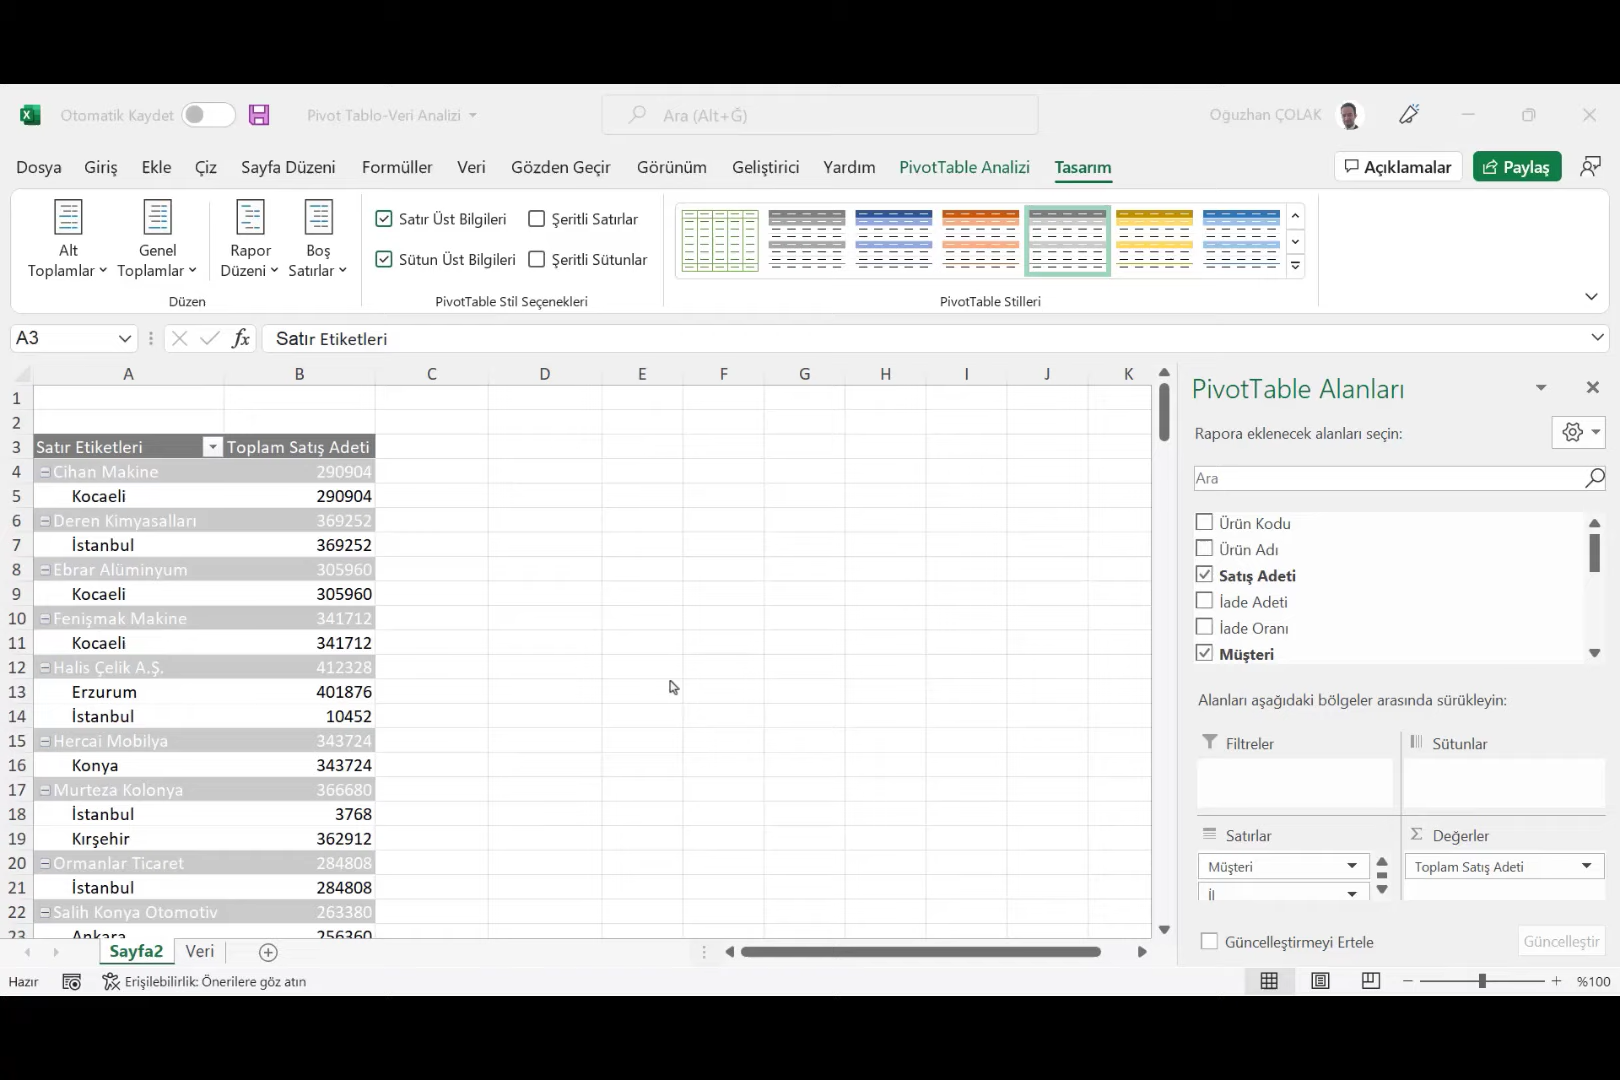 Otomatik Kaydet
Pivot Tablo-Veri Analizi
Ara (Alt+Ğ)
Oğuzhan ÇOLAK
Dosya Giriş Ekle Çiz Sayfa Düzeni Formüller Veri Gözden Geçir Görünüm Geliştirici Yardım PivotTable Analizi Tasarım Açıklamalar Paylaş
Alt Toplamlar
Genel Toplamlar
Rapor Düzeni
Boş Satırlar
Düzen
Satır Üst Bilgileri Şeritli Satırlar
Sütun Üst Bilgileri Şeritli Sütunlar
PivotTable Stil Seçenekleri
PivotTable Stilleri
A3 fx Satır Etiketleri
A B C D E F G H I J K
1
2
3 Satır Etiketleri Toplam Satış Adeti
4 Cihan Makine 290904
5 Kocaeli 290904
6 Deren Kimyasalları 369252
7 İstanbul 369252
8 Ebrar Alüminyum 305960
9 Kocaeli 305960
10 Fenişmak Makine 341712
11 Kocaeli 341712
12 Halis Çelik A.Ş. 412328
13 Erzurum 401876
14 İstanbul 10452
15 Hercai Mobilya 343724
16 Konya 343724
17 Murteza Kolonya 366680
18 İstanbul 3768
19 Kırşehir 362912
20 Ormanlar Ticaret 284808
21 İstanbul 284808
22 Salih Konya Otomotiv 263380
23 Ankara 256360
PivotTable Alanları
Rapora eklenecek alanları seçin:
Ara
Ürün Kodu
Ürün Adı
Satış Adeti
İade Adeti
İade Oranı
Müşteri
Alanları aşağıdaki bölgeler arasında sürükleyin:
Filtreler Sütunlar
Satırlar Değerler
Müşteri Toplam Satış Adeti
İl
Güncelleştirmeyi Ertele Güncelleştir
Sayfa2 Veri
Hazır Erişilebilirlik: Önerilere göz atın %100